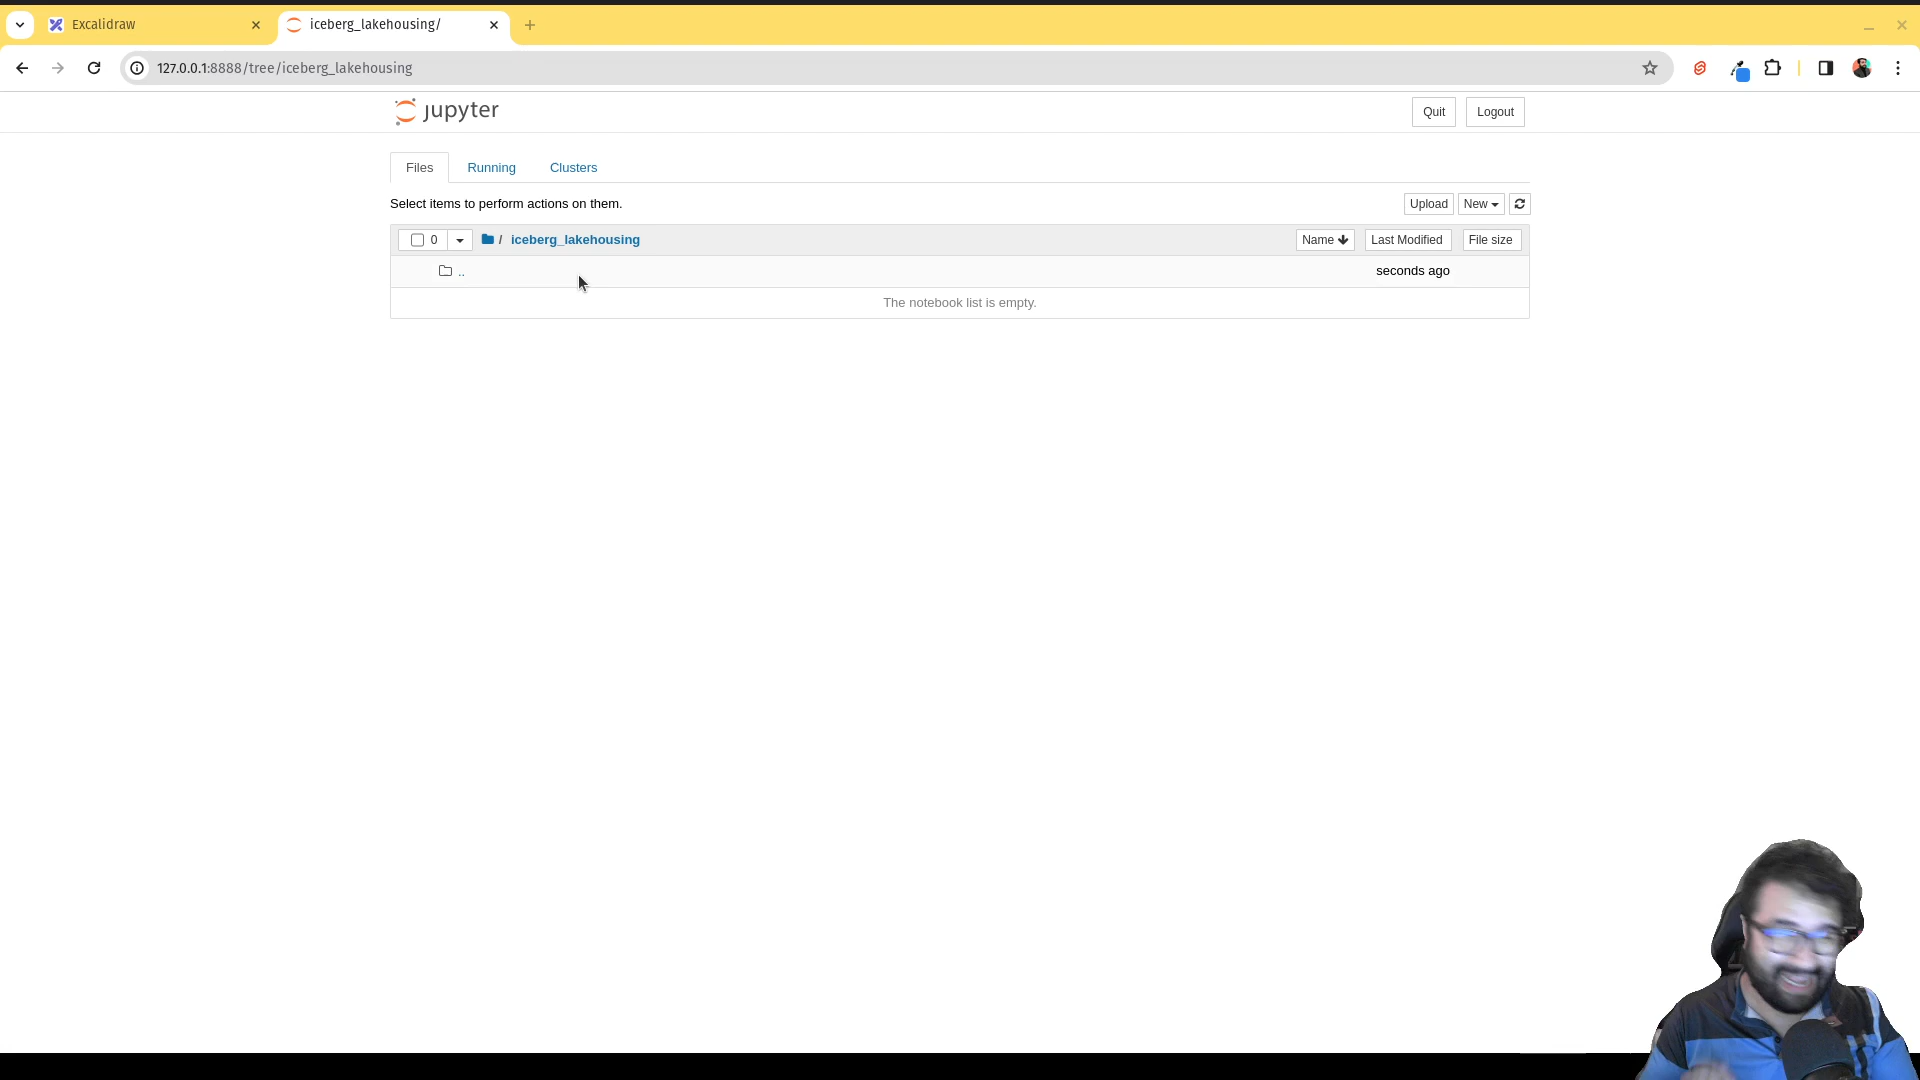 Excalidraw
iceberg_lakehousing/
127.0.0.1:8888/tree/iceberg_lakehousing
jupyter
Quit
Logout
Files
Running
Clusters
Select items to perform actions on them.
Upload
New
0
/ iceberg_lakehousing
Name
Last Modified
File size
..
seconds ago
The notebook list is empty.